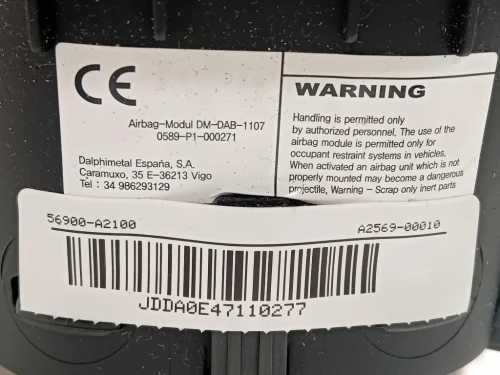 CE
Airbag-Modul DM-DAB-1107
0589-P1-000271
Dalphimetal España, S.A.
Caramuxo, 35 E-36213 Vigo
Tel : 34 986293129
WARNING
Handling is permitted only
by authorized personnel, The use of the
airbag module is permitted only for
occupant restraint systems in vehicles.
When activated an airbag unit which is not
properly mounted may become a dangerous
projectile, Warning - Scrap only inert parts
56900-A2100
A2569-00010
JDDA0E47110277